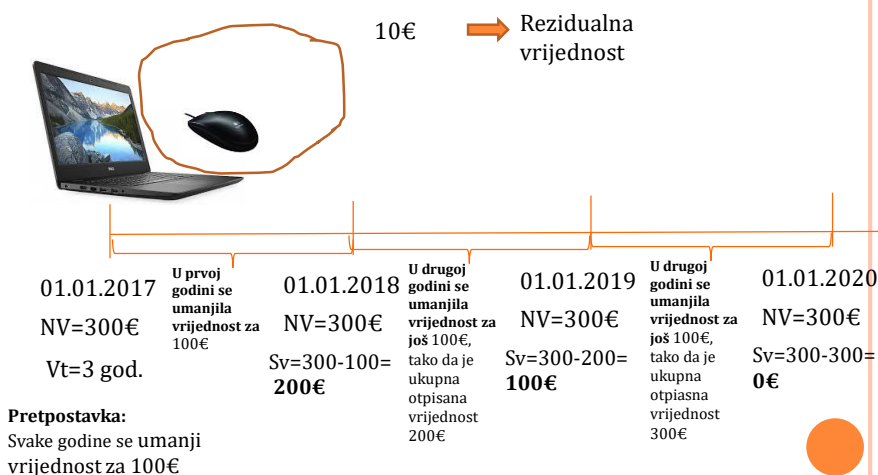 10€
Rezidualna
vrijednost
01.01.2017
NV=300€
Vt=3 god.
U prvoj
godini se
umanjila
vrijednost za
100€
01.01.2018
NV=300€
Sv=300-100=
200€
U drugoj
godini se
umanjila
vrijednost za
još 100€,
tako da je
ukupna
otpisana
vrijednost
200€
01.01.2019
NV=300€
Sv=300-200=
100€
U drugoj
godini se
umanjila
vrijednost za
još 100€,
tako da je
ukupna
otpiasna
vrijednost
300€
01.01.2020
NV=300€
Sv=300-300=
0€
Pretpostavka:
Svake godine se umanji
vrijednost za 100€